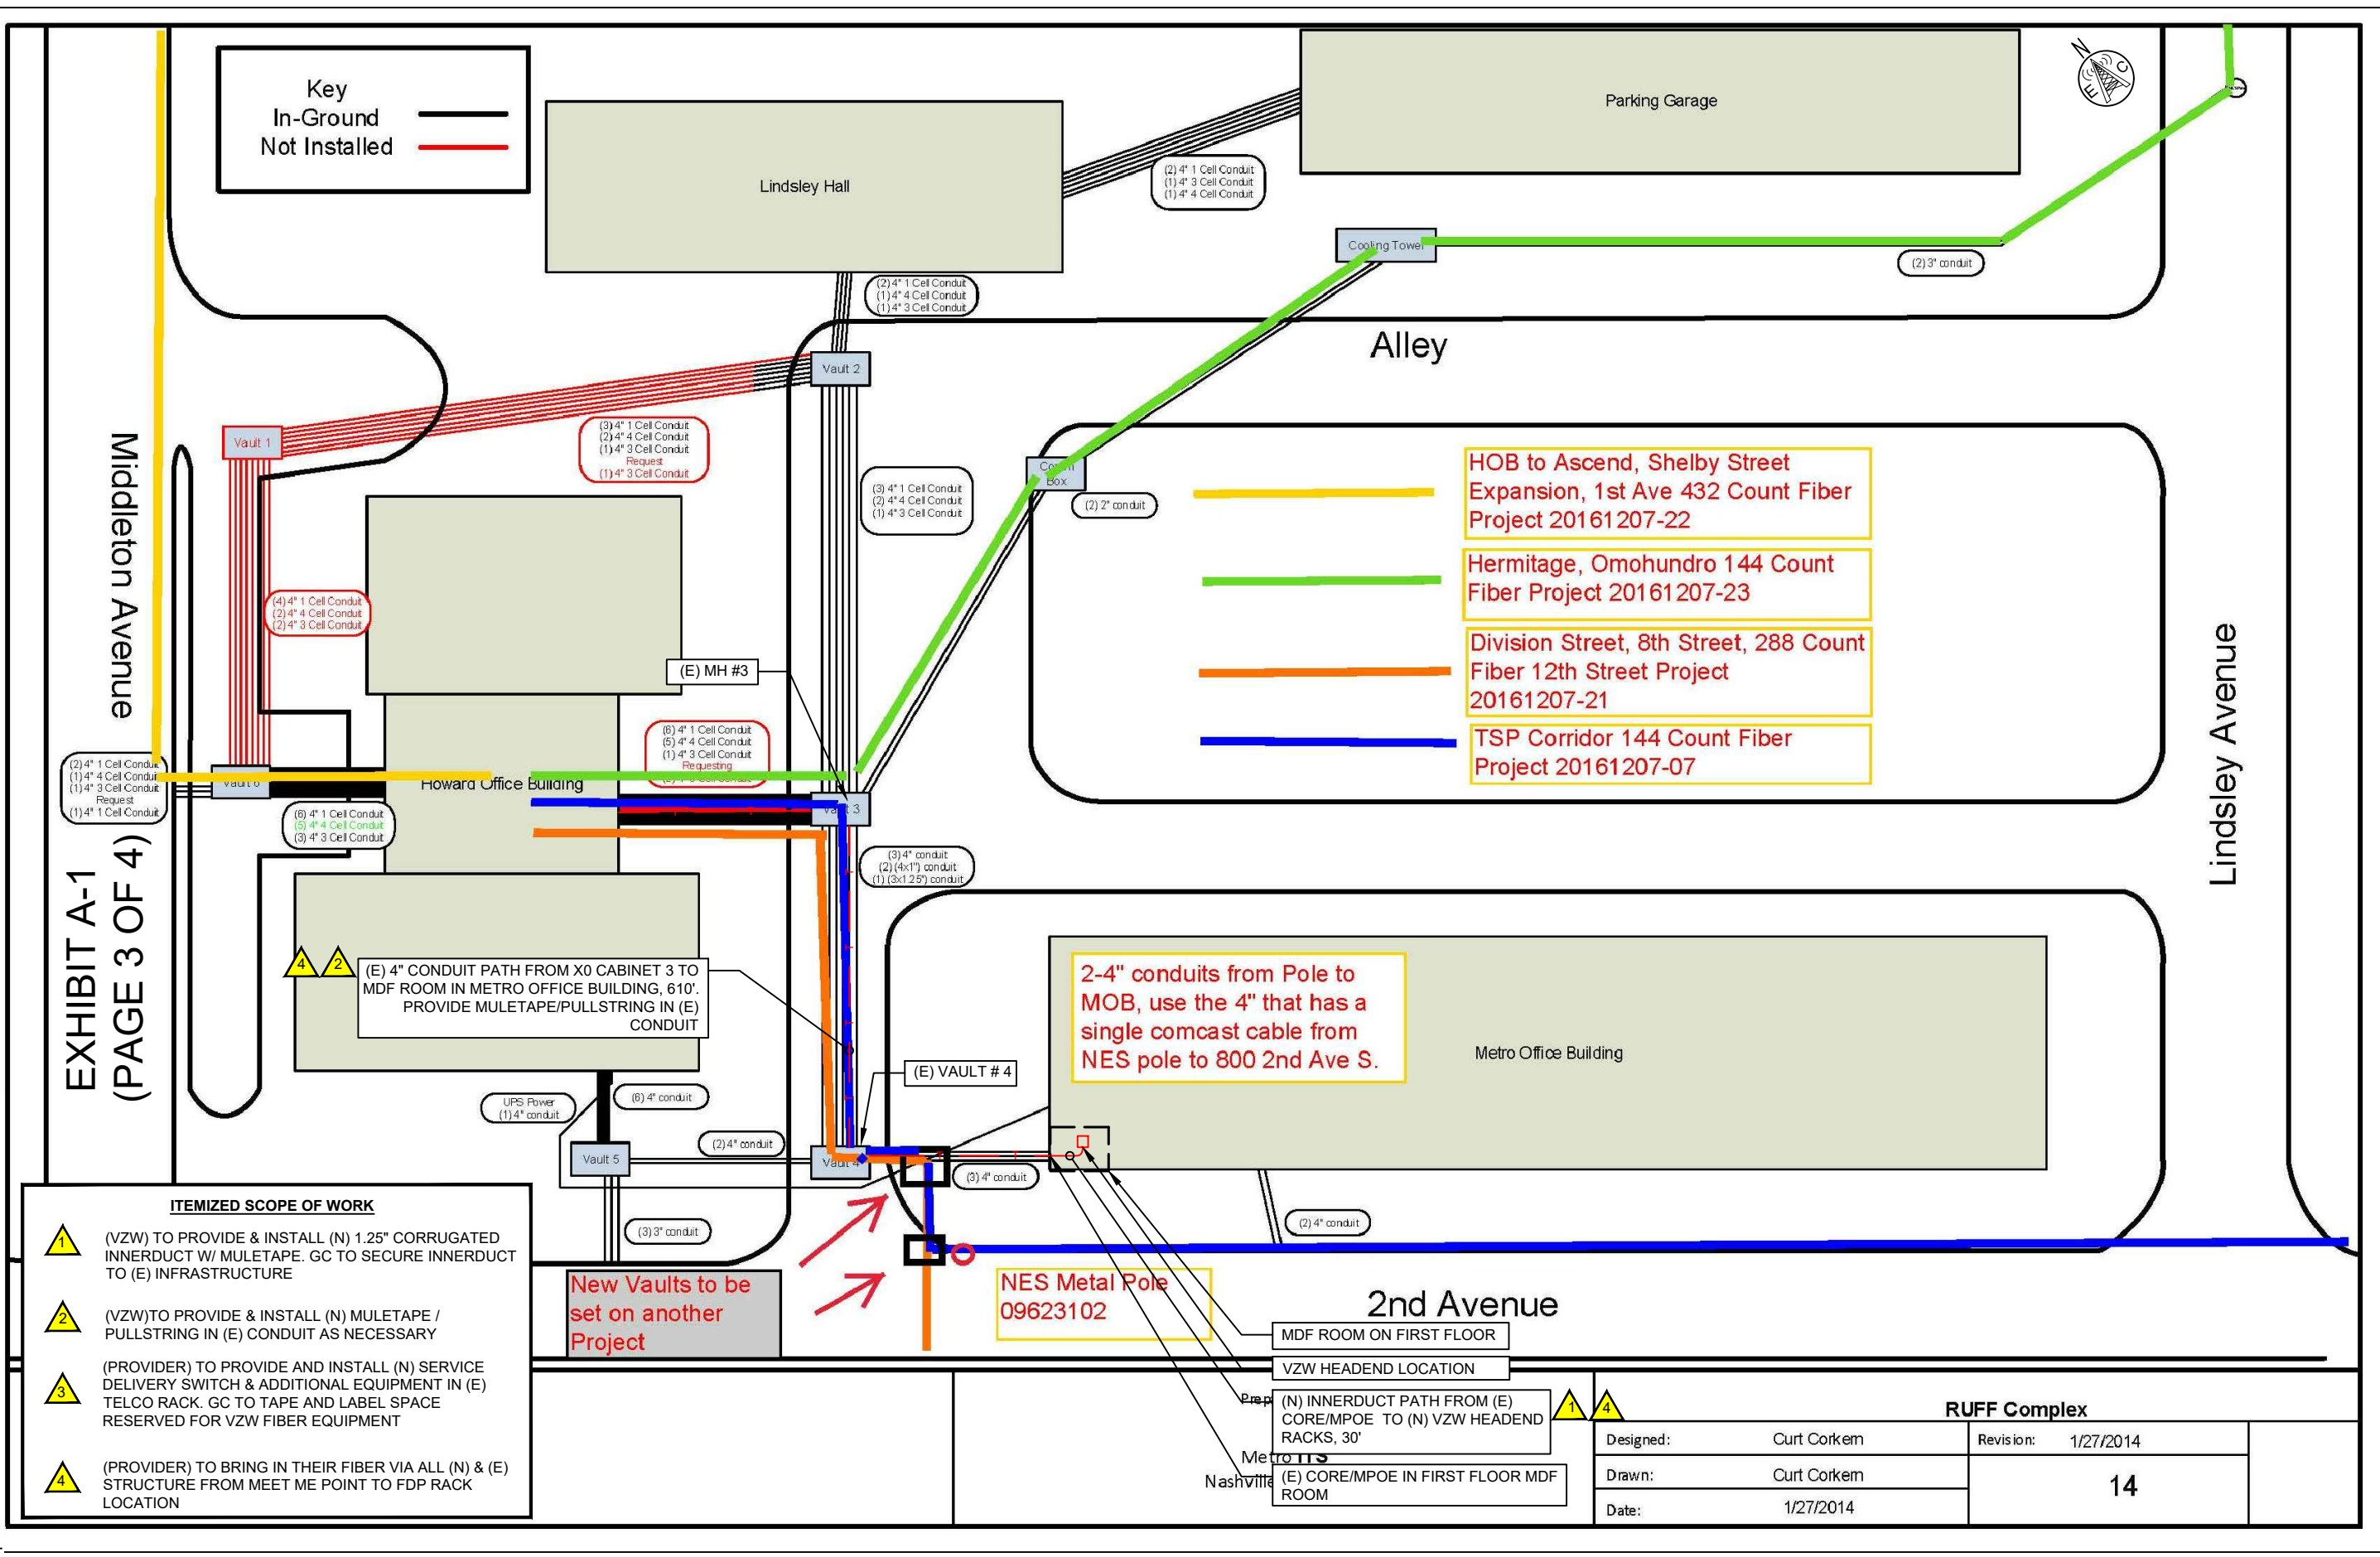 Key
In-Ground
Not Installed
Lindsley Hall
Parking Garage
N
E
C
(2) 4" 1 Cell Conduit
(1) 4" 3 Cell Conduit
(1) 4" 4 Cell Conduit
Cooling Tower
(2) 3" conduit
(2) 4" 1 Cell Conduit
(1) 4" 4 Cell Conduit
(1) 4" 3 Cell Conduit
Alley
Vault 2
Vault 1
(3) 4" 1 Cell Conduit
(2) 4" 4 Cell Conduit
(1) 4" 3 Cell Conduit
Request
(1) 4" 3 Cell Conduit
(3) 4" 1 Cell Conduit
(2) 4" 4 Cell Conduit
(1) 4" 3 Cell Conduit
Box
(2) 2" conduit
HOB to Ascend, Shelby Street
Expansion, 1st Ave 432 Count Fiber
Project 20161207-22
Hermitage, Omohundro 144 Count
Fiber Project 20161207-23
Division Street, 8th Street, 288 Count
Fiber 12th Street Project
20161207-21
TSP Corridor 144 Count Fiber
Project 20161207-07
Middleton Avenue
Lindsley Avenue
(4) 4" 1 Cell Conduit
(2) 4" 4 Cell Conduit
(2) 4" 3 Cell Conduit
(E) MH #3
(6) 4" 1 Cell Conduit
(5) 4" 4 Cell Conduit
(1) 4" 3 Cell Conduit
Requesting
(2) 4" 1 Cell Conduit
(1) 4" 4 Cell Conduit
(1) 4" 3 Cell Conduit
Request
(1) 4" 1 Cell Conduit
Vault 6
Howard Office Building
Vault 3
(6) 4" 1 Cell Conduit
(5) 4" 4 Cell Conduit
(3) 4" 3 Cell Conduit
(3) 4" conduit
(2) (4x1") conduit
(1) (3x1.25") conduit
EXHIBIT A-1
(PAGE 3 OF 4)
4
2
(E) 4" CONDUIT PATH FROM X0 CABINET 3 TO
MDF ROOM IN METRO OFFICE BUILDING, 610'.
PROVIDE MULETAPE/PULLSTRING IN (E)
CONDUIT
2-4" conduits from Pole to
MOB, use the 4" that has a
single comcast cable from
NES pole to 800 2nd Ave S.
Metro Office Building
(E) VAULT # 4
UPS Power
(1) 4" conduit
(6) 4" conduit
(2) 4" conduit
Vault 5
Vault 4
(3) 4" conduit
(3) 3" conduit
(2) 4" conduit
New Vaults to be
set on another
Project
NES Metal Pole
09623102
2nd Avenue
ITEMIZED SCOPE OF WORK
1
(VZW) TO PROVIDE & INSTALL (N) 1.25" CORRUGATED
INNERDUCT W/ MULETAPE. GC TO SECURE INNERDUCT
TO (E) INFRASTRUCTURE
2
(VZW)TO PROVIDE & INSTALL (N) MULETAPE /
PULLSTRING IN (E) CONDUIT AS NECESSARY
3
(PROVIDER) TO PROVIDE AND INSTALL (N) SERVICE
DELIVERY SWITCH & ADDITIONAL EQUIPMENT IN (E)
TELCO RACK. GC TO TAPE AND LABEL SPACE
RESERVED FOR VZW FIBER EQUIPMENT
4
(PROVIDER) TO BRING IN THEIR FIBER VIA ALL (N) & (E)
STRUCTURE FROM MEET ME POINT TO FDP RACK
LOCATION
MDF ROOM ON FIRST FLOOR
VZW HEADEND LOCATION
(N) INNERDUCT PATH FROM (E)
CORE/MPOE TO (N) VZW HEADEND
RACKS, 30'
1
4
Metro ITS
Nashville
(E) CORE/MPOE IN FIRST FLOOR MDF
ROOM
RUFF Complex
Designed: Curt Corkern
Revision: 1/27/2014
Drawn: Curt Corkern
14
Date: 1/27/2014